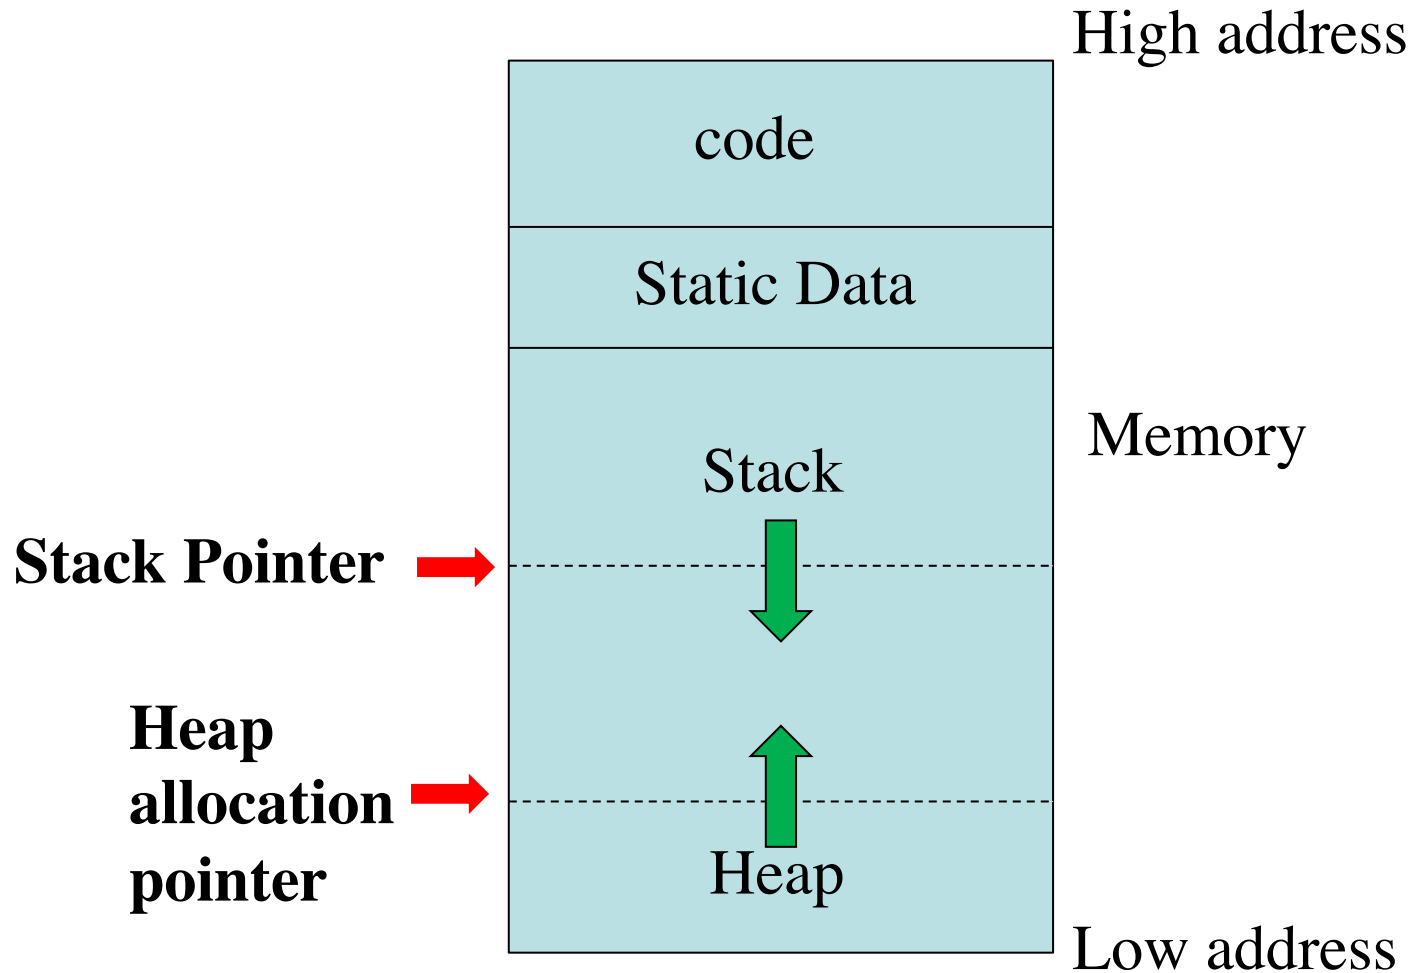 High address
code
Static Data
Memory
Stack
Stack Pointer
Heap
allocation
pointer
Heap
Low address